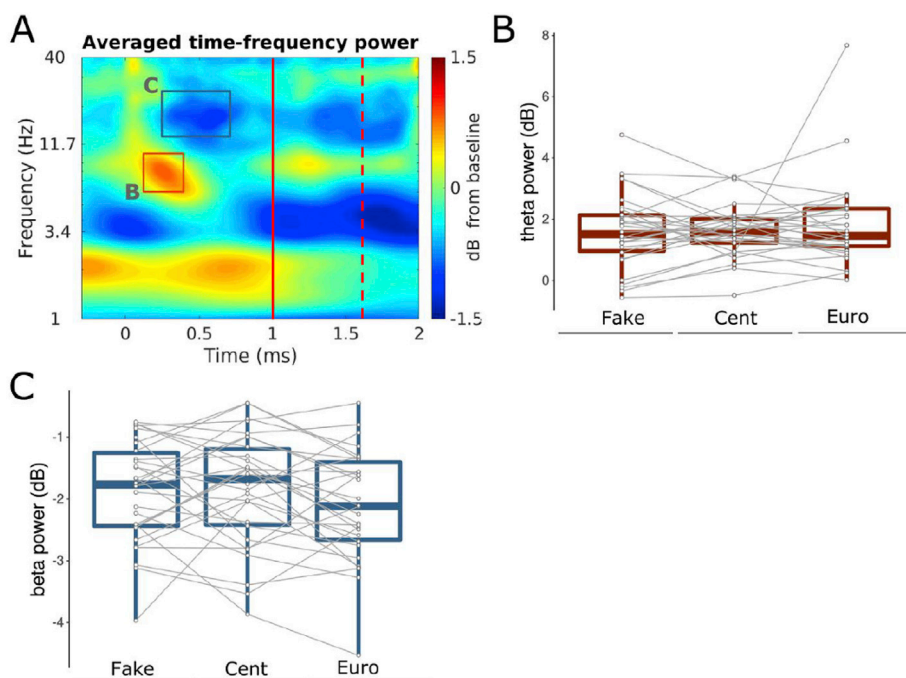 A
Averaged time-frequency power
40
11.7
3.4
1
Frequency (Hz)
C
B
0
0.5
1
1.5
2
Time (ms)
1.5
0
-1.5
dB from baseline
B
8
6
4
2
0
theta power (dB)
Fake
Cent
Euro
C
-1
-2
-3
-4
beta power (dB)
Fake
Cent
Euro